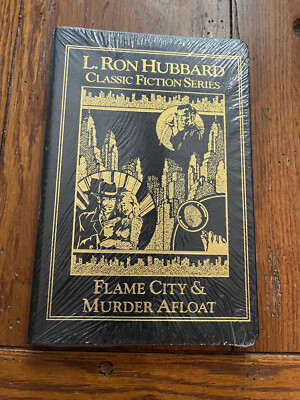 L. RON HUBBARD
CLASSIC FICTION SERIES
FLAME CITY &
MURDER AFLOAT